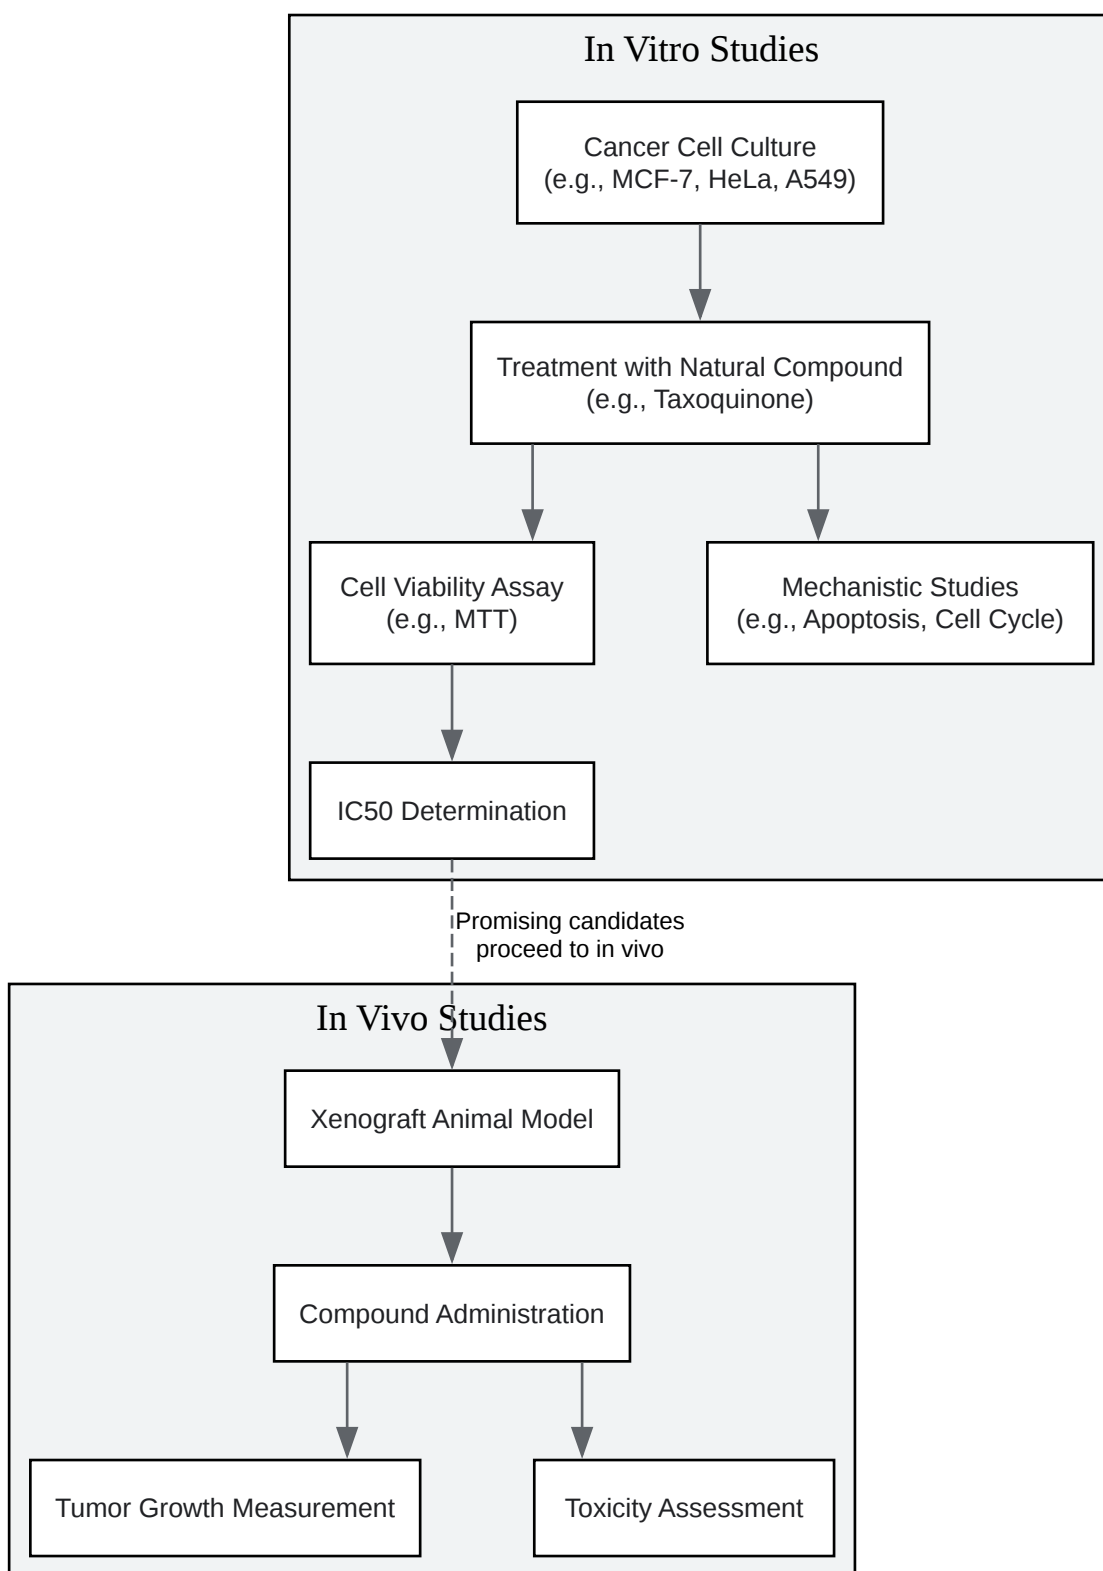 In Vitro Studies
Cancer Cell Culture
(e.g., MCF-7, HeLa, A549)
Treatment with Natural Compound
(e.g., Taxoquinone)
Cell Viability Assay
(e.g., MTT)
Mechanistic Studies
(e.g., Apoptosis, Cell Cycle)
IC50 Determination
Promising candidates
proceed to in vivo
In Vivo Studies
Xenograft Animal Model
Compound Administration
Tumor Growth Measurement
Toxicity Assessment